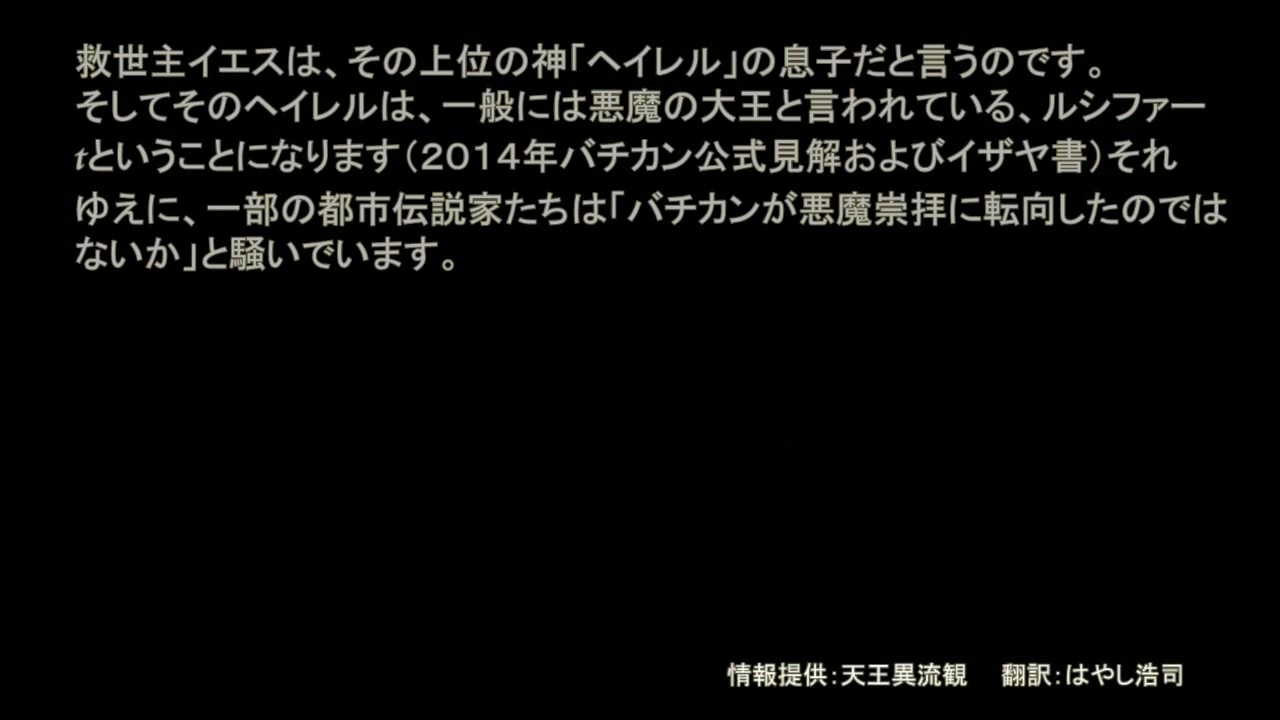 救世主イエスは、その上位の神「ヘイレル」の息子だと言うのです。
そしてそのヘイレルは、一般には悪魔の大王と言われている、ルシファー
tということになります（２０１４年バチカン公式見解およびイザヤ書）それ
ゆえに、一部の都市伝説家たちは「バチカンが悪魔崇拝に転向したのでは
ないか」と騒いでいます。
情報提供：天王異流観　翻訳：はやし浩司